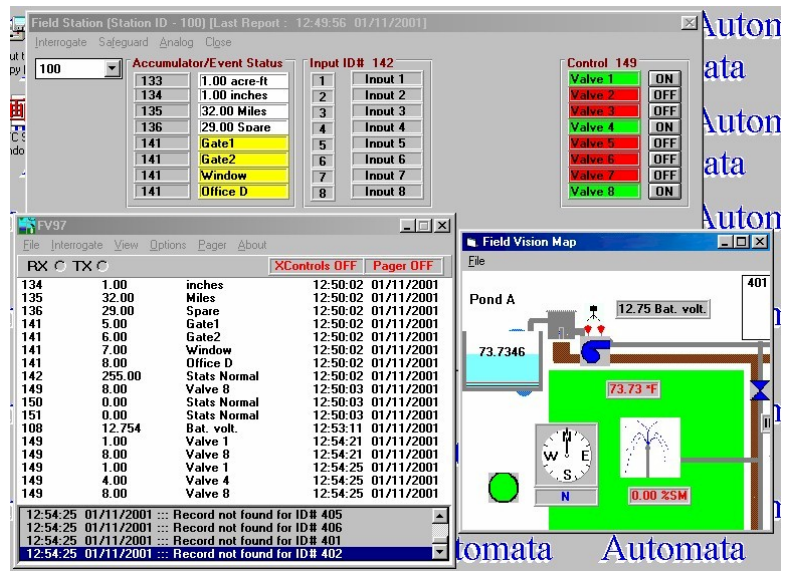 Field Station (Station ID - 100) [Last Report : 12:49:56 01/11/2001]
Interrogate Safeguard Analog Close
100
Accumulator/Event Status
133 1.00 acre-ft
134 1.00 inches
135 32.00 Miles
136 29.00 Spare
141 Gate1
141 Gate2
141 Window
141 Office D
Input ID# 142
1 Input 1
2 Input 2
3 Input 3
4 Input 4
5 Input 5
6 Input 6
7 Input 7
8 Input 8
Control 149
Valve 1 ON
Valve 2 OFF
Valve 3 OFF
Valve 4 ON
Valve 5 OFF
Valve 6 OFF
Valve 7 OFF
Valve 8 ON
FV97
File Interrogate View Options Pager About
RX TX XControls OFF Pager OFF
134 1.00 inches 12:50:02 01/11/2001
135 32.00 Miles 12:50:02 01/11/2001
136 29.00 Spare 12:50:02 01/11/2001
141 5.00 Gate1 12:50:02 01/11/2001
141 6.00 Gate2 12:50:02 01/11/2001
141 7.00 Window 12:50:02 01/11/2001
141 8.00 Office D 12:50:02 01/11/2001
142 255.00 Stats Normal 12:50:02 01/11/2001
149 8.00 Valve 8 12:50:03 01/11/2001
150 0.00 Stats Normal 12:50:03 01/11/2001
151 0.00 Stats Normal 12:50:03 01/11/2001
108 12.754 Bat. volt. 12:53:11 01/11/2001
149 1.00 Valve 1 12:54:21 01/11/2001
149 8.00 Valve 8 12:54:21 01/11/2001
149 1.00 Valve 1 12:54:25 01/11/2001
149 4.00 Valve 4 12:54:25 01/11/2001
149 8.00 Valve 8 12:54:25 01/11/2001
12:54:25 01/11/2001 ::: Record not found for ID# 405
12:54:25 01/11/2001 ::: Record not found for ID# 406
12:54:25 01/11/2001 ::: Record not found for ID# 401
12:54:25 01/11/2001 ::: Record not found for ID# 402
Field Vision Map
File
401
Pond A
12.75 Bat. volt.
73.7346
73.73 °F
N
W E
S
N
0.00 %SM
Autom
ata
Autom
ata
Autom
tomata Automata